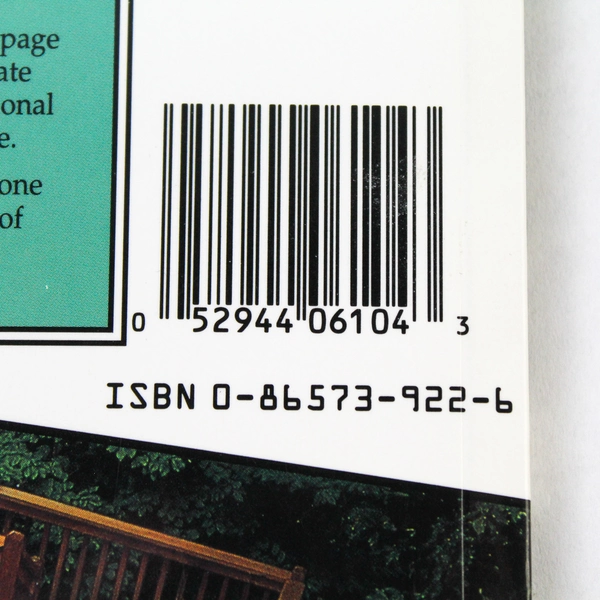 page
ate
onal
e.
one
of
0 52944 06104 3
ISBN 0-86573-922-6